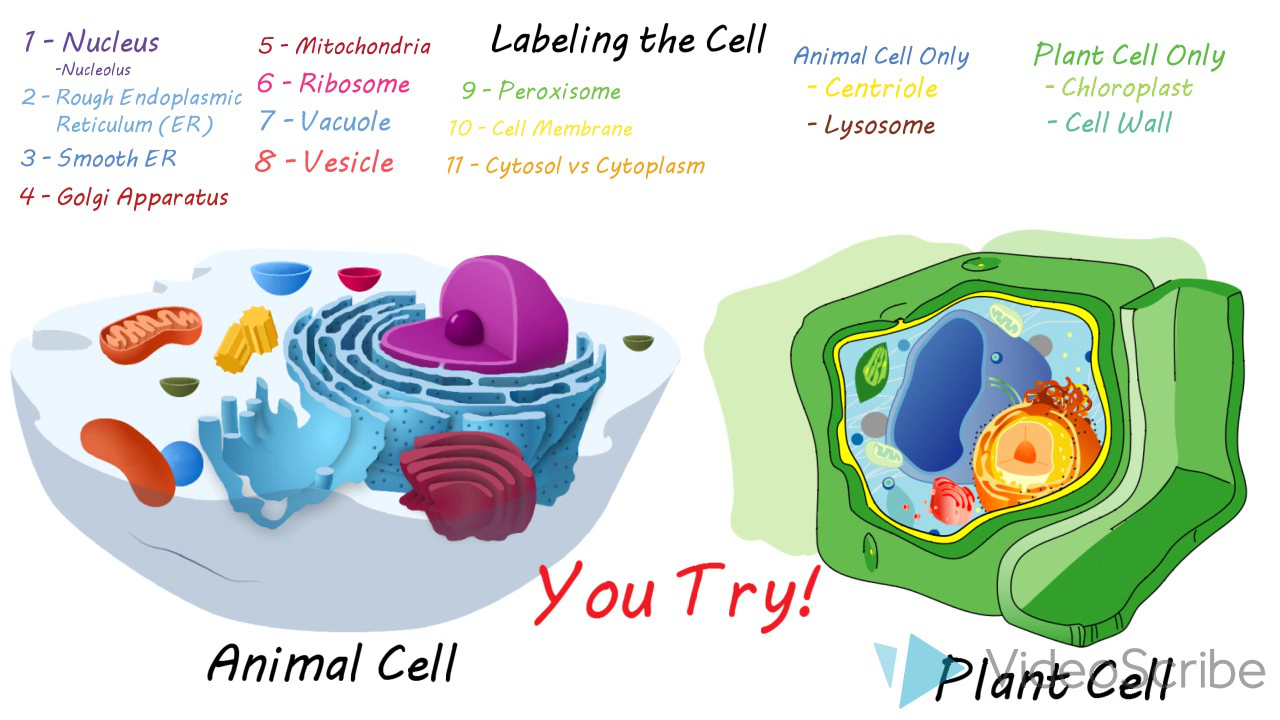 Labeling the Cell
1 - Nucleus
-Nucleolus
2 - Rough Endoplasmic
Reticulum (ER)
3 - Smooth ER
4 - Golgi Apparatus
5 - Mitochondria
6 - Ribosome
7 - Vacuole
8 - Vesicle
9 - Peroxisome
10 - Cell Membrane
11 - Cytosol vs Cytoplasm
Animal Cell Only
- Centriole
- Lysosome
Plant Cell Only
- Chloroplast
- Cell Wall
You Try!
Animal Cell
Plant Cell
VideoScribe